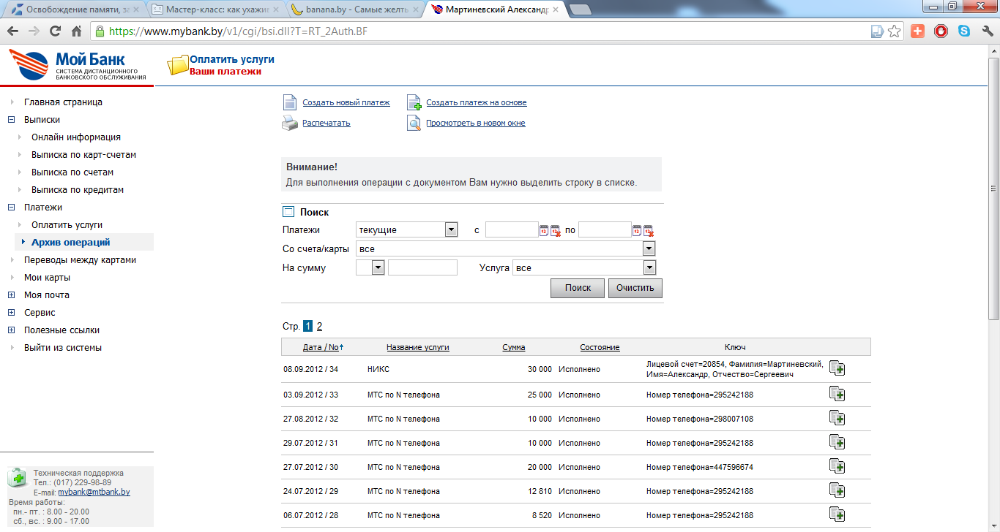 Освобождение памяти, за
Мастер-класс: как ухажив
banana.by - Самые желты
Мартиневский Александр
https://www.mybank.by/v1/cgi/bsi.dll?T=RT_2Auth.BF
Мой Банк
СИСТЕМА ДИСТАНЦИОННОГО
БАНКОВСКОГО ОБСЛУЖИВАНИЯ
Оплатить услуги
Ваши платежи
Главная страница
Выписки
Онлайн информация
Выписка по карт-счетам
Выписка по счетам
Выписка по кредитам
Платежи
Оплатить услуги
Архив операций
Переводы между картами
Мои карты
Моя почта
Сервис
Полезные ссылки
Выйти из системы
Техническая поддержка
Тел.: (017) 229-98-89
E-mail: mybank@mtbank.by
Время работы:
пн.- пт. : 8.00 - 20.00
сб., вс. : 9.00 - 17.00
Создать новый платеж
Создать платеж на основе
Распечатать
Просмотреть в новом окне
Внимание!
Для выполнения операции с документом Вам нужно выделить строку в списке.
Поиск
Платежи текущие с по
Со счета/карты все
На сумму Услуга все
Поиск Очистить
Стр. 1 2
Дата / No Название услуги Сумма Состояние Ключ
08.09.2012 / 34 НИКС 30 000 Исполнено Лицевой счет=20854, Фамилия=Мартиневский,
Имя=Александр, Отчество=Сергеевич
03.09.2012 / 33 МТС по N телефона 25 000 Исполнено Номер телефона=295242188
27.08.2012 / 32 МТС по N телефона 10 000 Исполнено Номер телефона=298007108
29.07.2012 / 31 МТС по N телефона 10 000 Исполнено Номер телефона=295242188
27.07.2012 / 30 МТС по N телефона 20 000 Исполнено Номер телефона=447596674
24.07.2012 / 29 МТС по N телефона 12 810 Исполнено Номер телефона=295242188
06.07.2012 / 28 МТС по N телефона 8 520 Исполнено Номер телефона=295242188